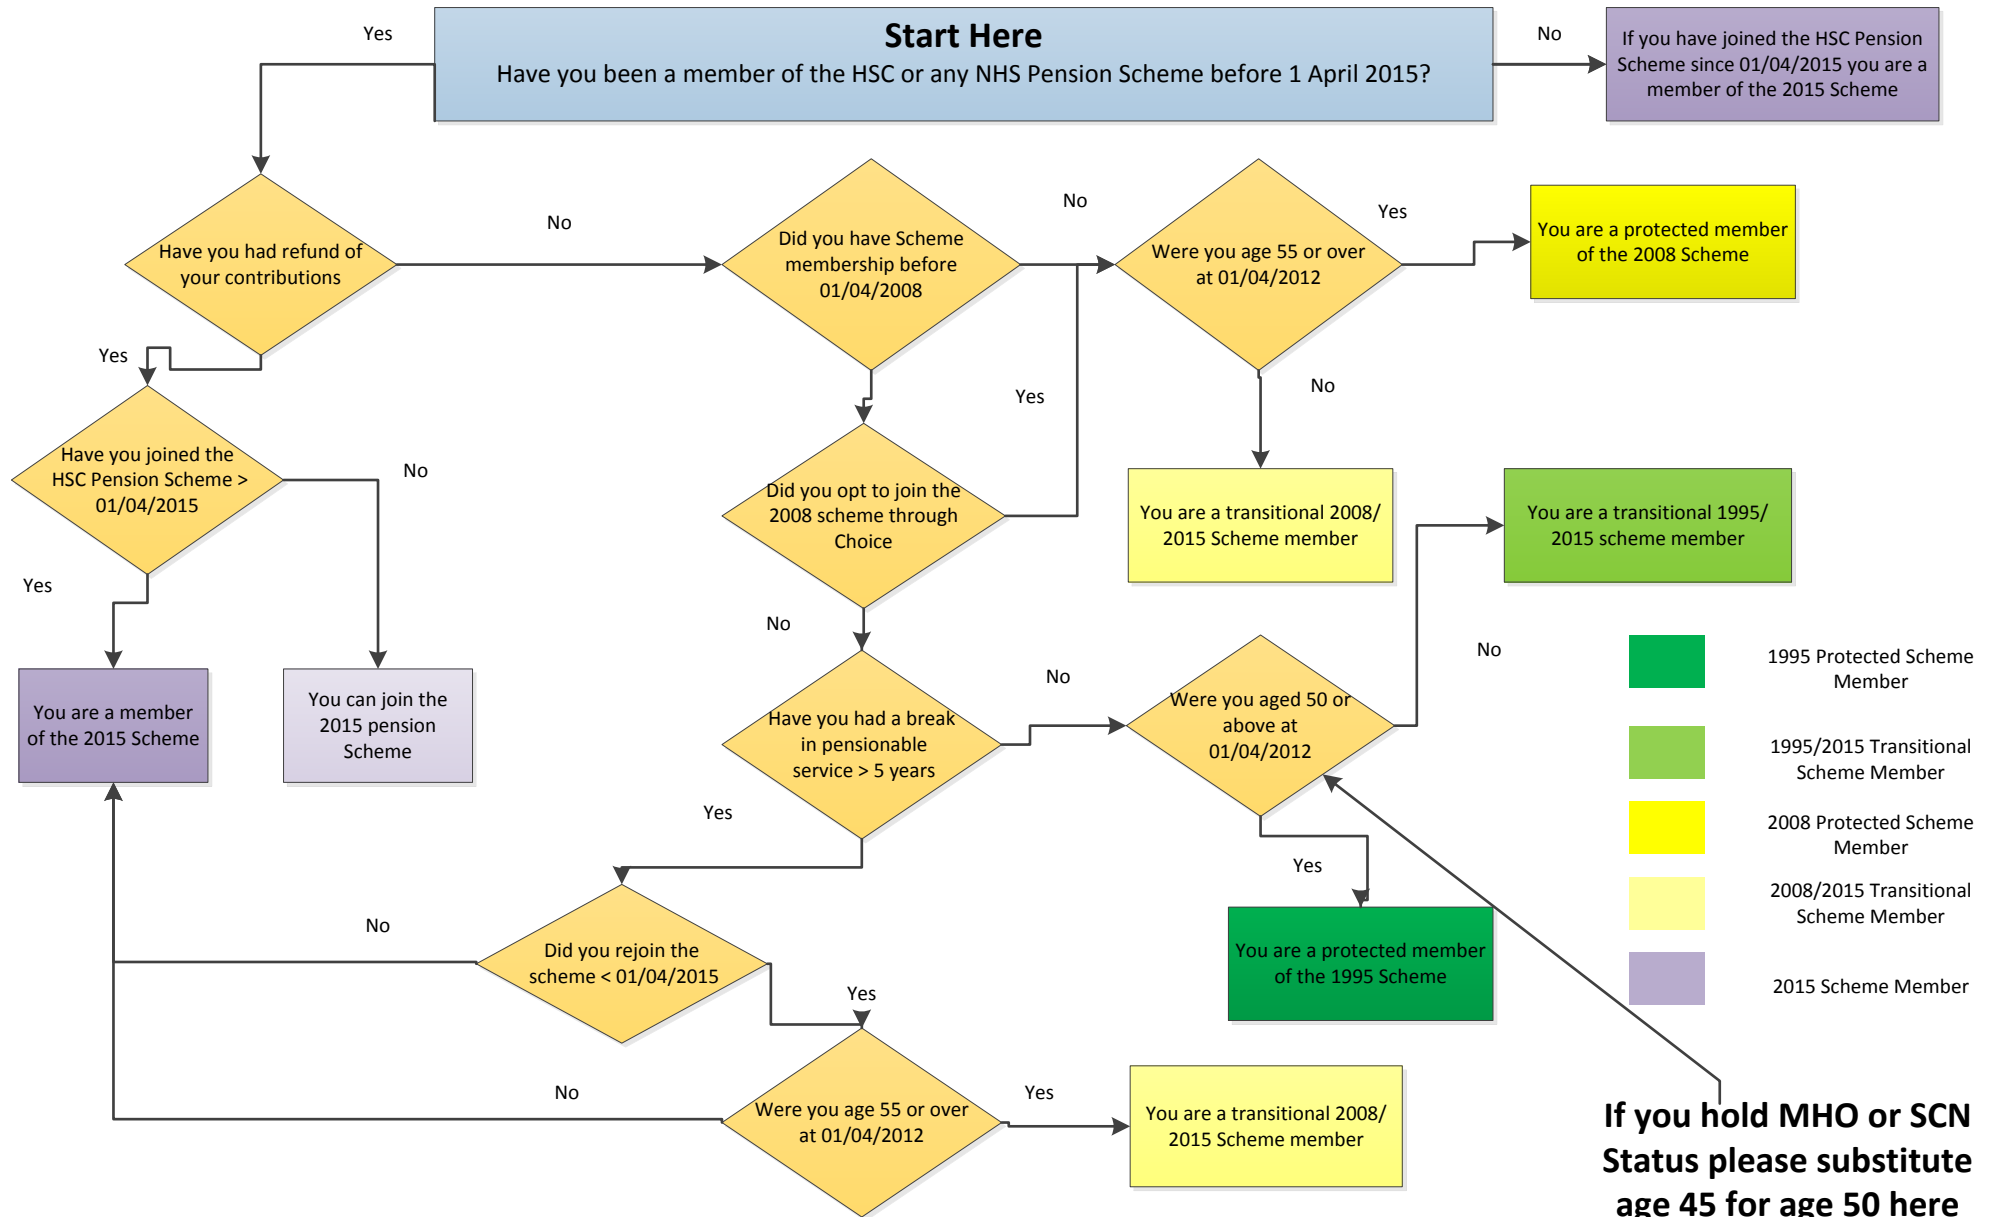 Start Here
Have you been a member of the HSC or any NHS Pension Scheme before 1 April 2015?
Yes
No
If you have joined the HSC Pension
Scheme since 01/04/2015 you are a
member of the 2015 Scheme
Have you had refund of
your contributions
No
Did you have Scheme
membership before
01/04/2008
No
Were you age 55 or over
at 01/04/2012
Yes
You are a protected member
of the 2008 Scheme
Yes
Have you joined the
HSC Pension Scheme >
01/04/2015
No
Yes
Did you opt to join the
2008 scheme through
Choice
Yes
No
You are a transitional 2008/
2015 Scheme member
You are a transitional 1995/
2015 scheme member
You are a member
of the 2015 Scheme
You can join the
2015 pension
Scheme
No
Have you had a break
in pensionable
service > 5 years
No
Were you aged 50 or
above at
01/04/2012
No
Yes
Yes
You are a protected member
of the 1995 Scheme
1995 Protected Scheme
Member
1995/2015 Transitional
Scheme Member
2008 Protected Scheme
Member
2008/2015 Transitional
Scheme Member
2015 Scheme Member
No
Did you rejoin the
scheme < 01/04/2015
Yes
No
Were you age 55 or over
at 01/04/2012
Yes
You are a transitional 2008/
2015 Scheme member
If you hold MHO or SCN
Status please substitute
age 45 for age 50 here